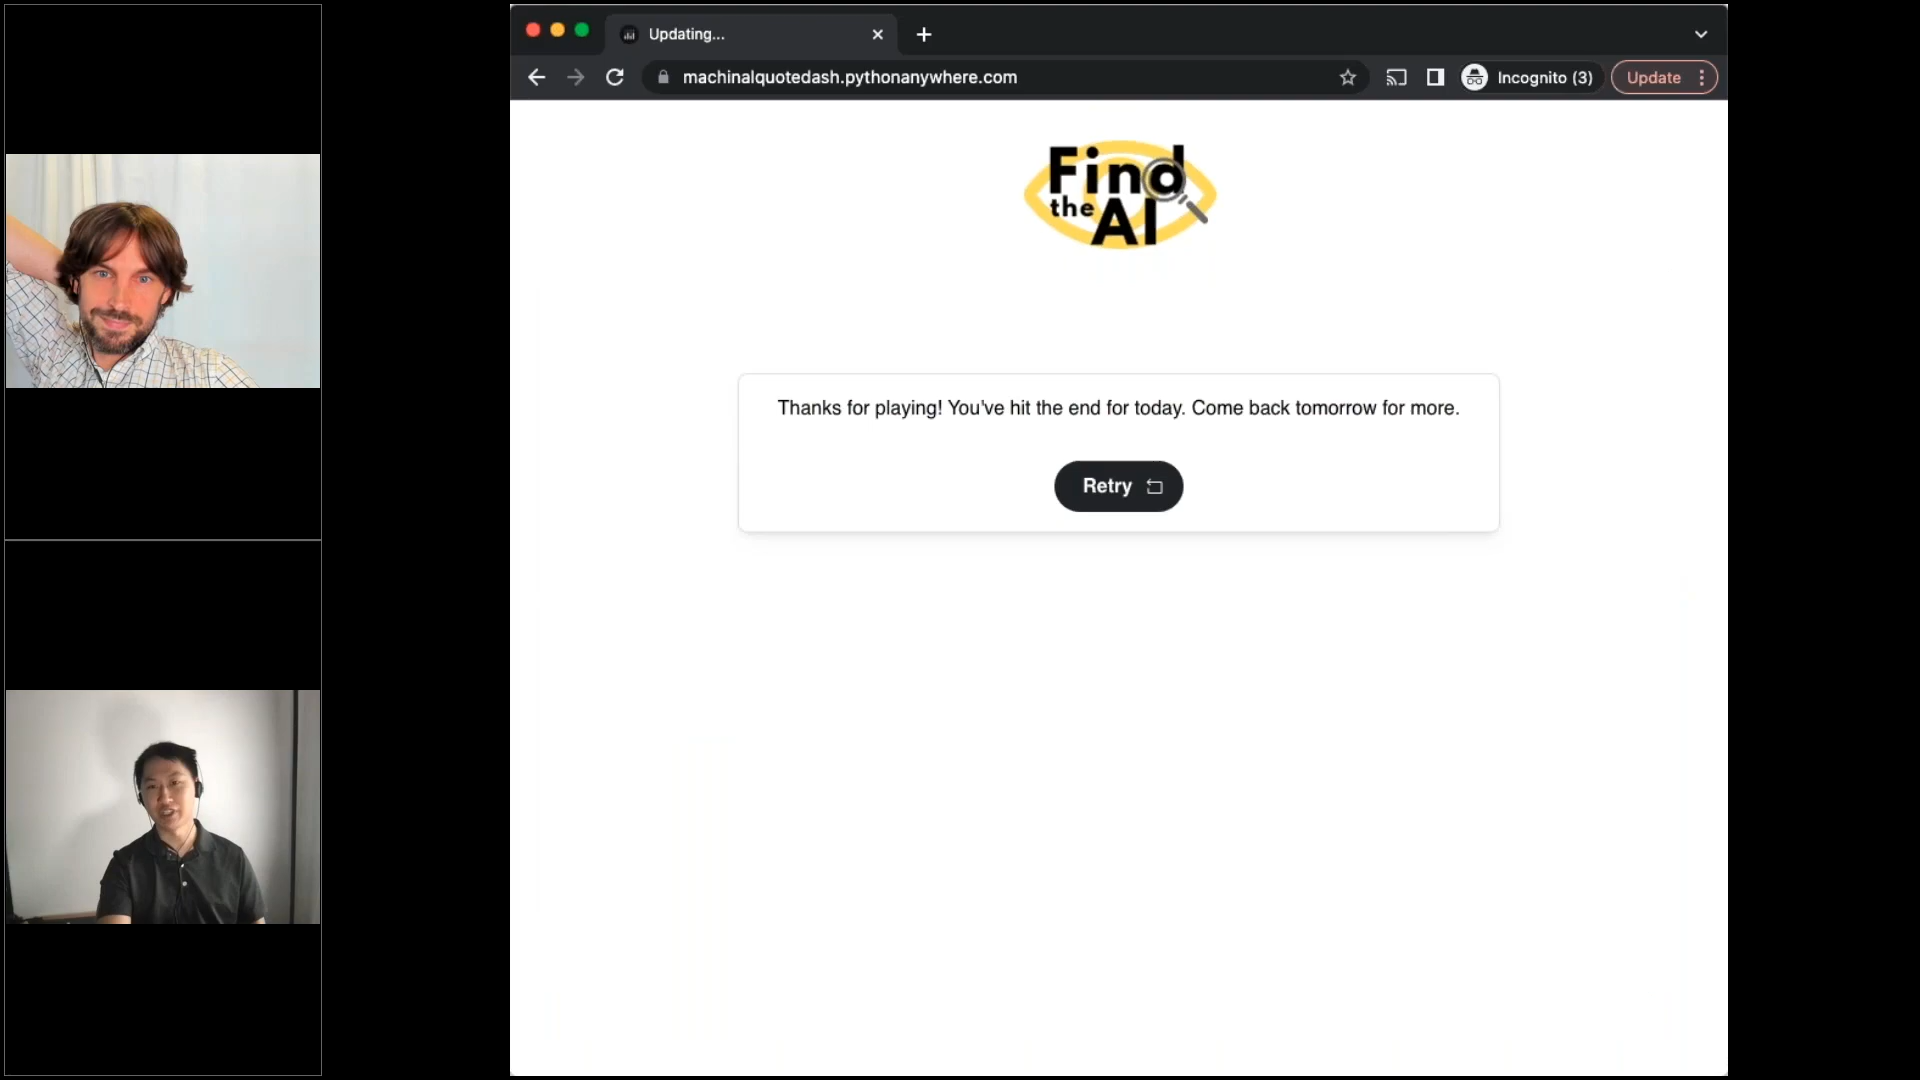 Updating...
machinalquotedash.pythonanywhere.com
Incognito (3)
Update
Find
the AI
Thanks for playing! You've hit the end for today. Come back tomorrow for more.
Retry